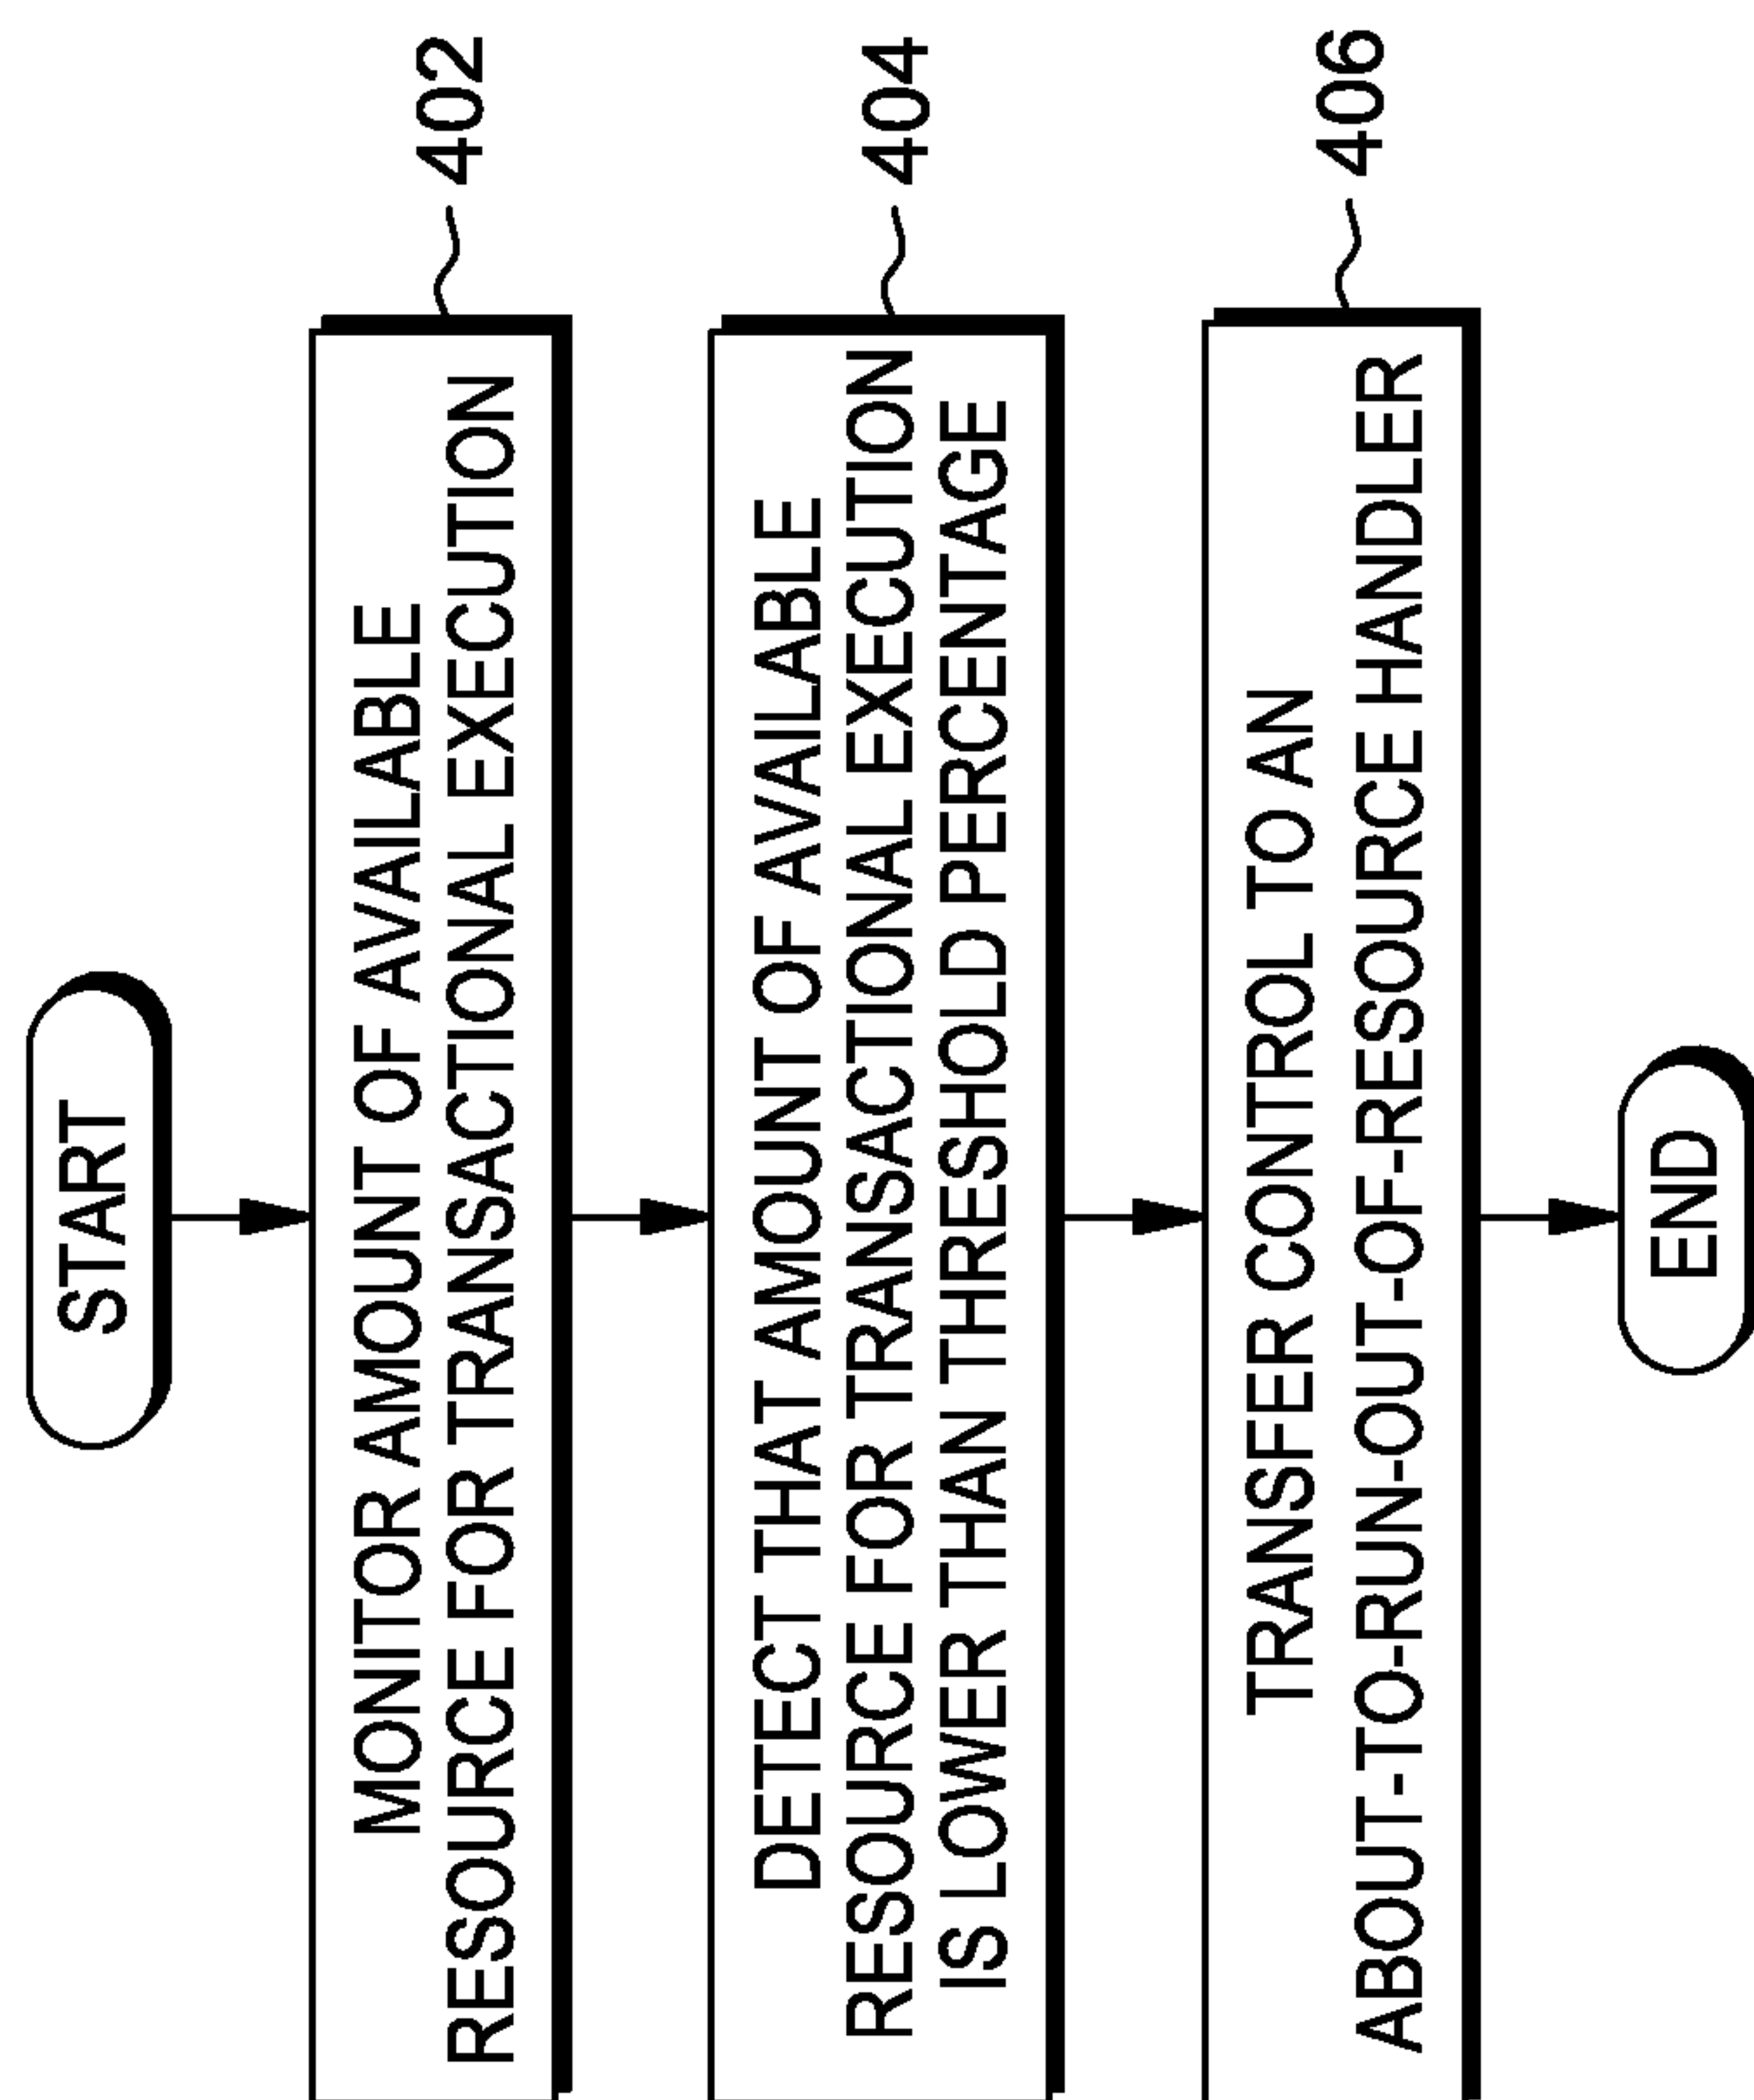 START
MONITOR AMOUNT OF AVAILABLE
RESOURCE FOR TRANSACTIONAL EXECUTION
402
DETECT THAT AMOUNT OF AVAILABLE
RESOURCE FOR TRANSACTIONAL EXECUTION
IS LOWER THAN THRESHOLD PERCENTAGE
404
TRANSFER CONTROL TO AN
ABOUT-TO-RUN-OUT-OF-RESOURCE HANDLER
406
END